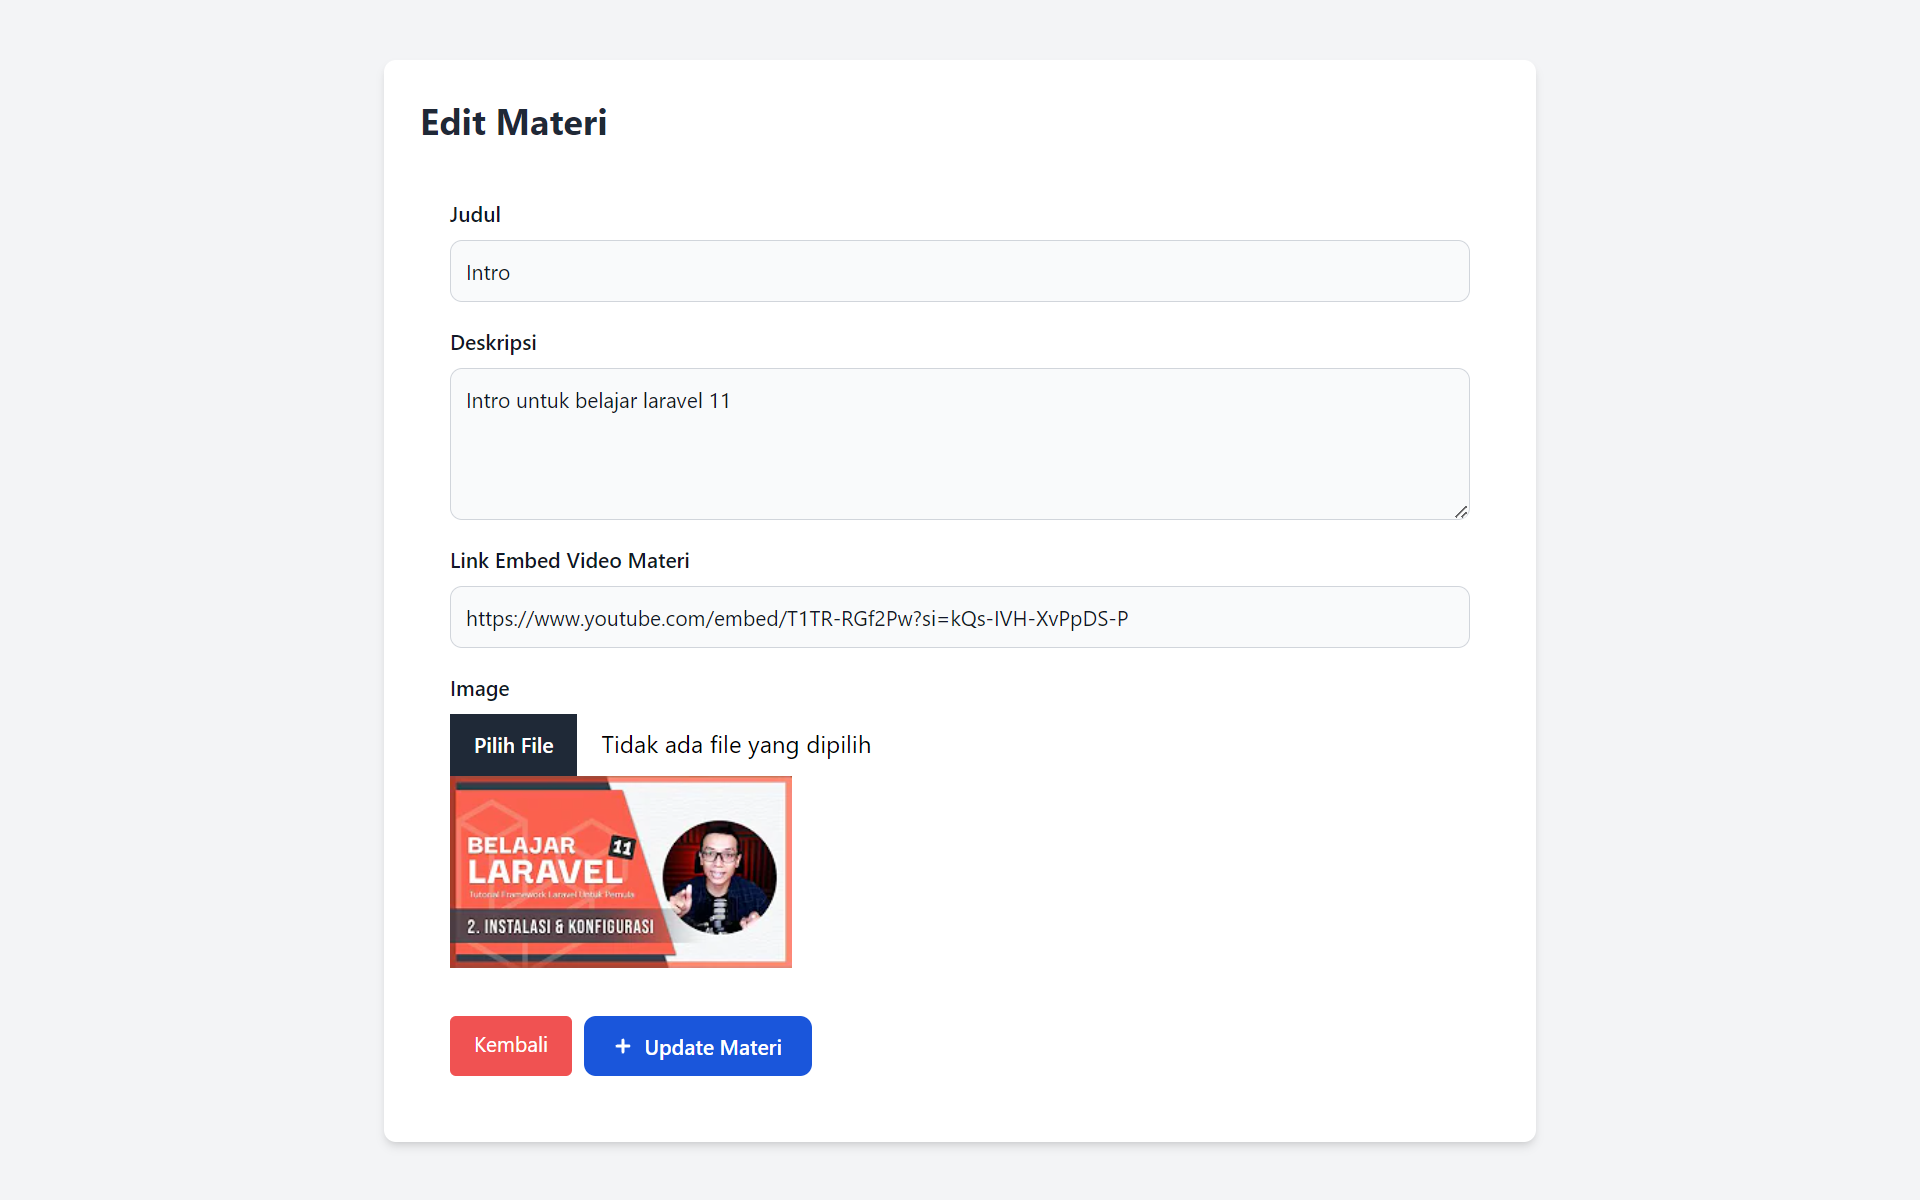 Edit Materi
Judul
Intro
Deskripsi
Intro untuk belajar laravel 11
Link Embed Video Materi
https://www.youtube.com/embed/T1TR-RGf2Pw?si=kQs-IVH-XvPpDS-P
Image
Pilih File Tidak ada file yang dipilih
BELAJAR 11
LARAVEL
Tutorial Framework Laravel Untuk Pemula
2. INSTALASI & KONFIGURASI
Kembali + Update Materi